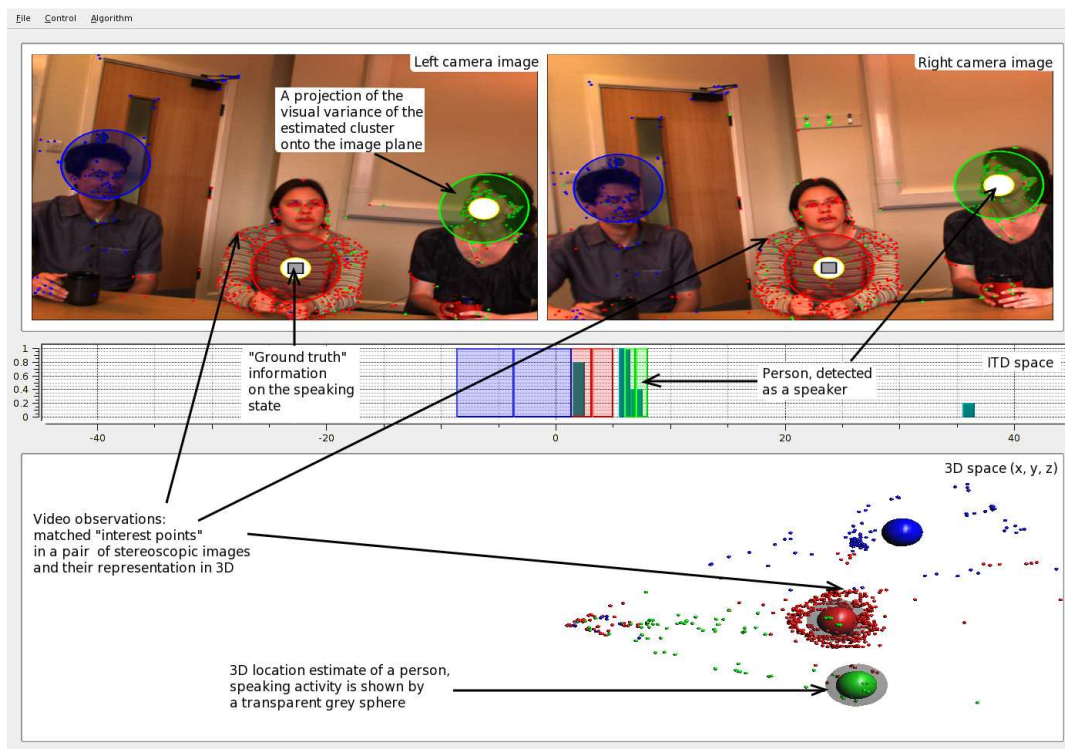 File Control Algorithm
Left camera image
Right camera image
A projection of the
visual variance of the
estimated cluster
onto the image plane
1
0.8
0.6
0.4
0.2
0
"Ground truth"
information
on the speaking
state
Person, detected
as a speaker
ITD space
-40 -20 0 20 40
3D space (x, y, z)
Video observations:
matched "interest points"
in a pair of stereoscopic images
and their representation in 3D
3D location estimate of a person,
speaking activity is shown by
a transparent grey sphere